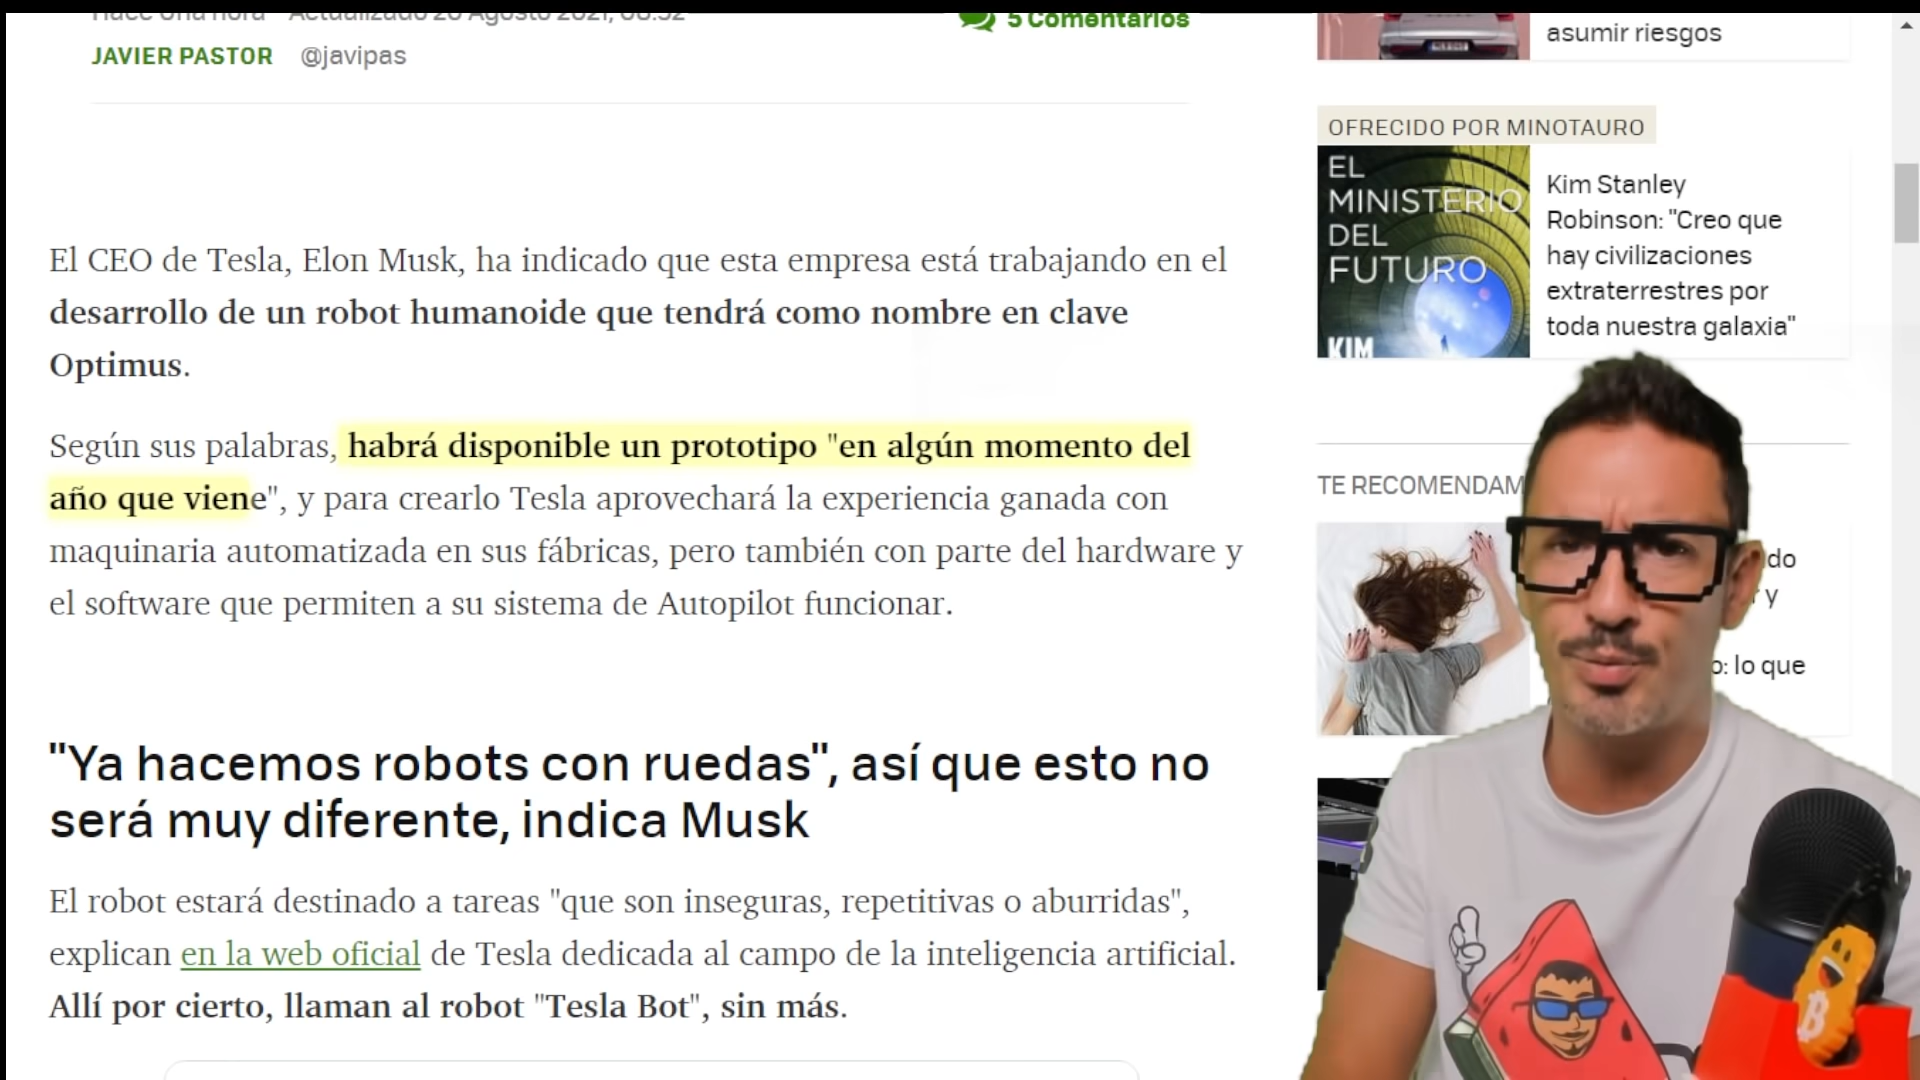 Hace una hora Actualizado 20 Agosto 2021, 08:52
5 Comentarios
JAVIER PASTOR @javipas
El CEO de Tesla, Elon Musk, ha indicado que esta empresa está trabajando en el
desarrollo de un robot humanoide que tendrá como nombre en clave
Optimus.
Según sus palabras, habrá disponible un prototipo "en algún momento del
año que viene", y para crearlo Tesla aprovechará la experiencia ganada con
maquinaria automatizada en sus fábricas, pero también con parte del hardware y
el software que permiten a su sistema de Autopilot funcionar.
"Ya hacemos robots con ruedas", así que esto no
será muy diferente, indica Musk
El robot estará destinado a tareas "que son inseguras, repetitivas o aburridas",
explican en la web oficial de Tesla dedicada al campo de la inteligencia artificial.
Allí por cierto, llaman al robot "Tesla Bot", sin más.
asumir riesgos
OFRECIDO POR MINOTAURO
EL
MINISTERIO
DEL
FUTURO
KIM
Kim Stanley
Robinson: "Creo que
hay civilizaciones
extraterrestres por
toda nuestra galaxia"
TE RECOMENDAM
do
y
o: lo que
B